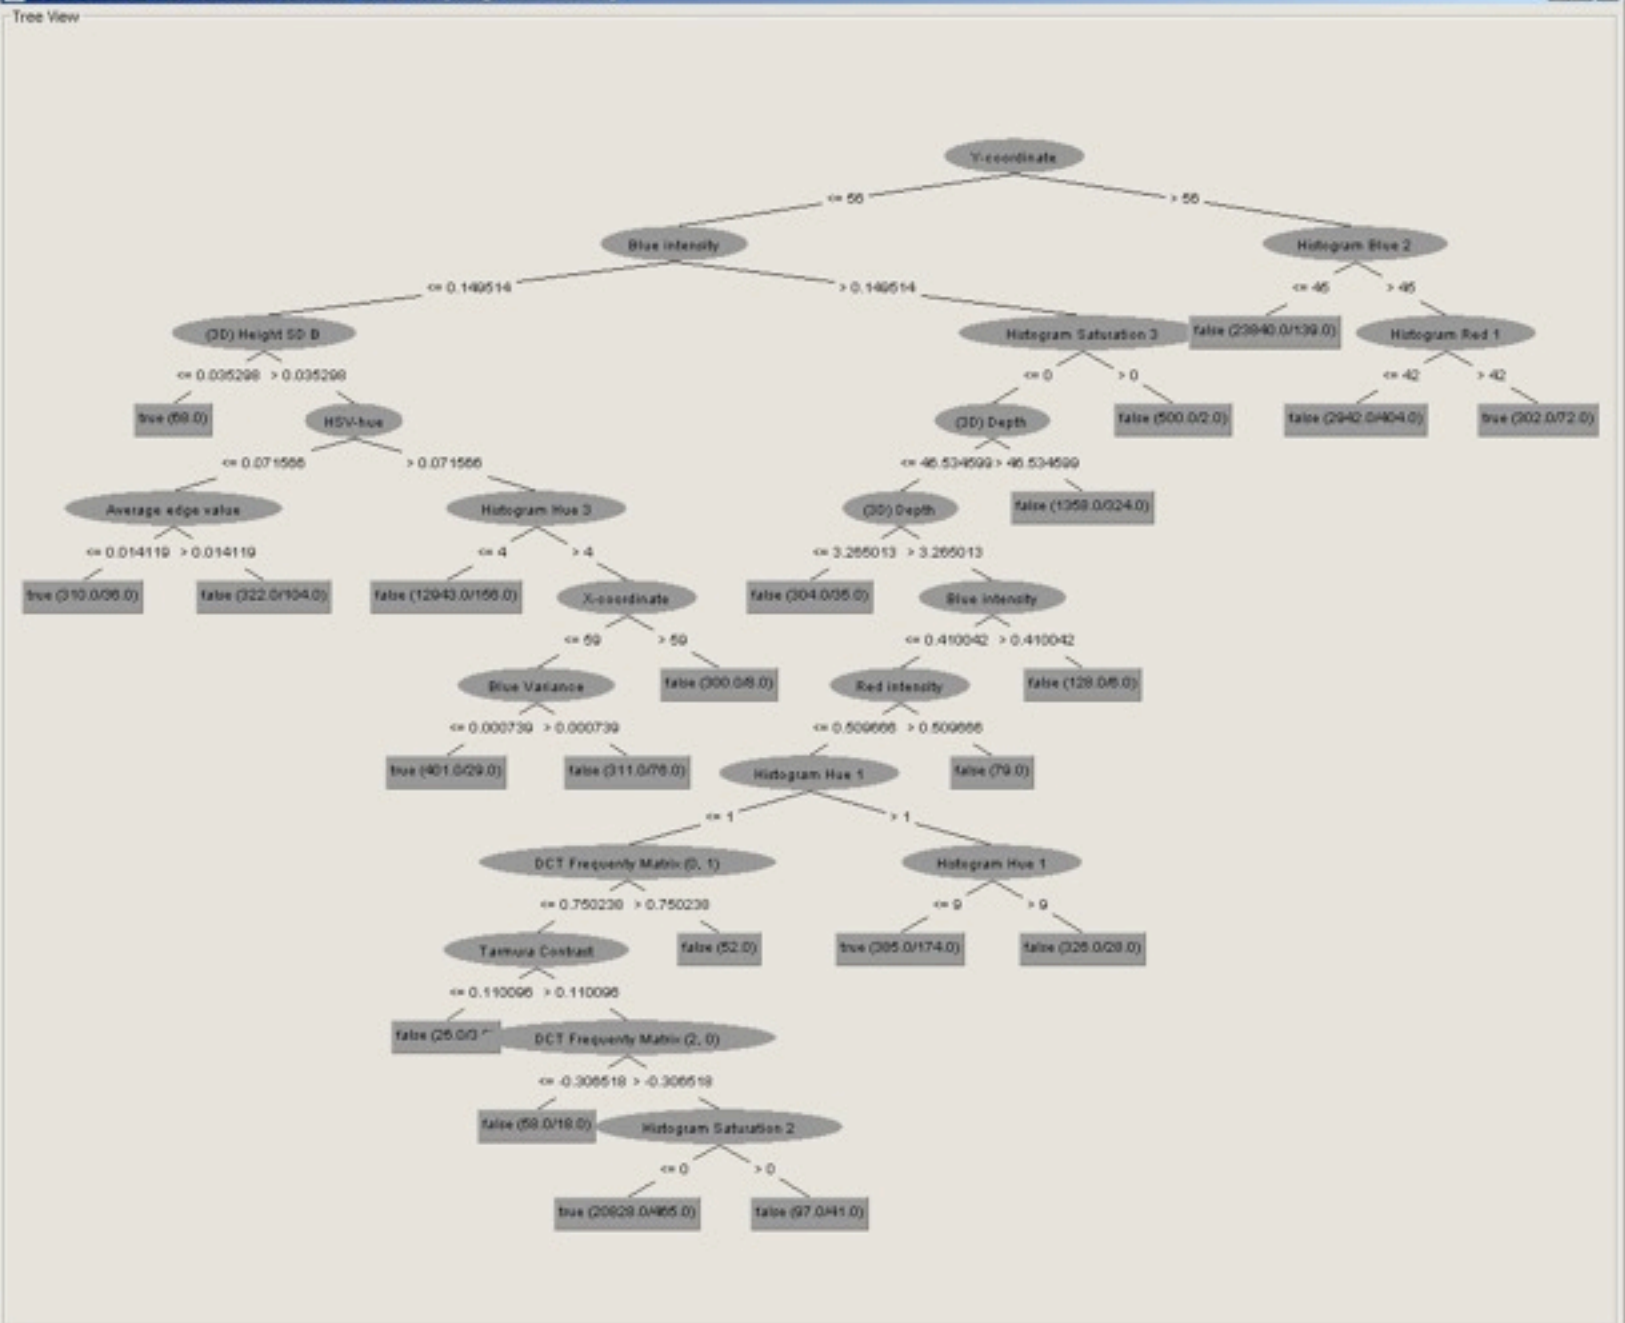 Tree View
Y-coordinate
<= 56
> 56
Blue intensity
Histogram Blue 2
<= 0.149514
> 0.149514
<= 46
> 46
(3D) Height SD B
Histogram Saturation 3
false (23840.0/139.0)
Histogram Red 1
<= 0.035298
> 0.035298
<= 0
> 0
<= 42
> 42
true (68.0)
HSV-hue
(3D) Depth
false (500.0/2.0)
false (2942.0/404.0)
true (302.0/72.0)
<= 0.071566
> 0.071566
<= 46.534599
> 46.534599
Average edge value
Histogram Hue 3
(3D) Depth
false (1358.0/324.0)
<= 0.014119
> 0.014119
<= 4
> 4
<= 3.265013
> 3.265013
true (310.0/36.0)
false (322.0/104.0)
false (12943.0/156.0)
X-coordinate
false (304.0/35.0)
Blue intensity
<= 59
> 59
<= 0.410042
> 0.410042
Blue Variance
false (300.0/8.0)
Red intensity
false (128.0/6.0)
<= 0.000739
> 0.000739
<= 0.509666
> 0.509666
true (401.0/29.0)
false (311.0/76.0)
Histogram Hue 1
false (79.0)
<= 1
> 1
DCT Frequenty Matrix (0, 1)
Histogram Hue 1
<= 0.750238
> 0.750238
<= 9
> 9
Tammura Contrast
false (52.0)
true (385.0/174.0)
false (326.0/28.0)
<= 0.110096
> 0.110096
false
DCT Frequenty Matrix (2, 0)
<= -0.306518
> -0.306518
false (58.0/18.0)
Histogram Saturation 2
<= 0
> 0
true (20828.0/465.0)
false (97.0/41.0)